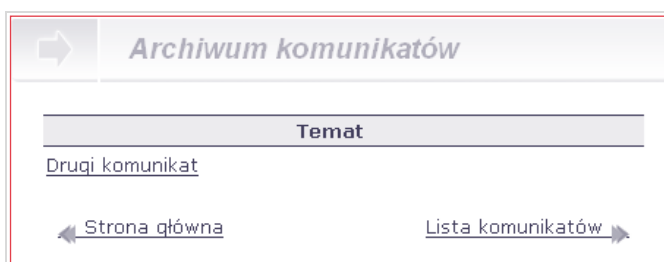 Archiwum komunikatów
Temat
Drugi komunikat
Strona główna Lista komunikatów